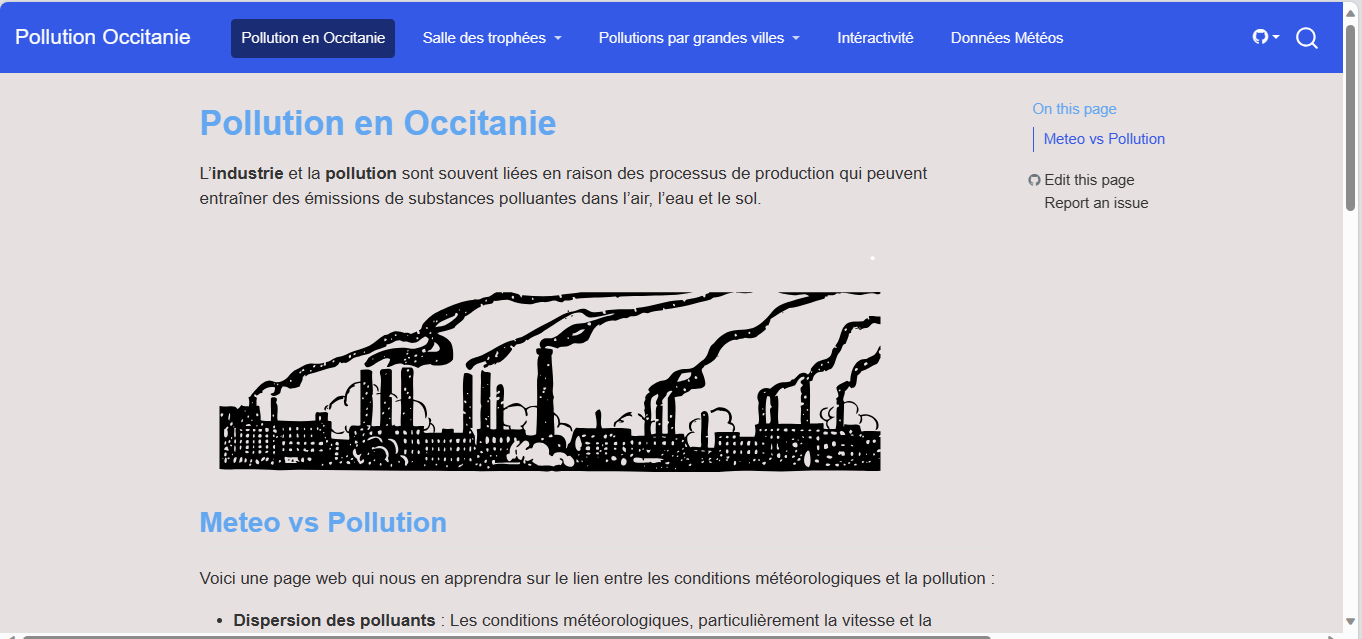 Pollution Occitanie
Pollution en Occitanie
Salle des trophées
Pollutions par grandes villes
Intéractivité
Données Météos
Pollution en Occitanie
L’industrie et la pollution sont souvent liées en raison des processus de production qui peuvent
entraîner des émissions de substances polluantes dans l’air, l’eau et le sol.
On this page
Meteo vs Pollution
Edit this page
Report an issue
Meteo vs Pollution
Voici une page web qui nous en apprendra sur le lien entre les conditions météorologiques et la pollution :
• Dispersion des polluants : Les conditions météorologiques, particulièrement la vitesse et la